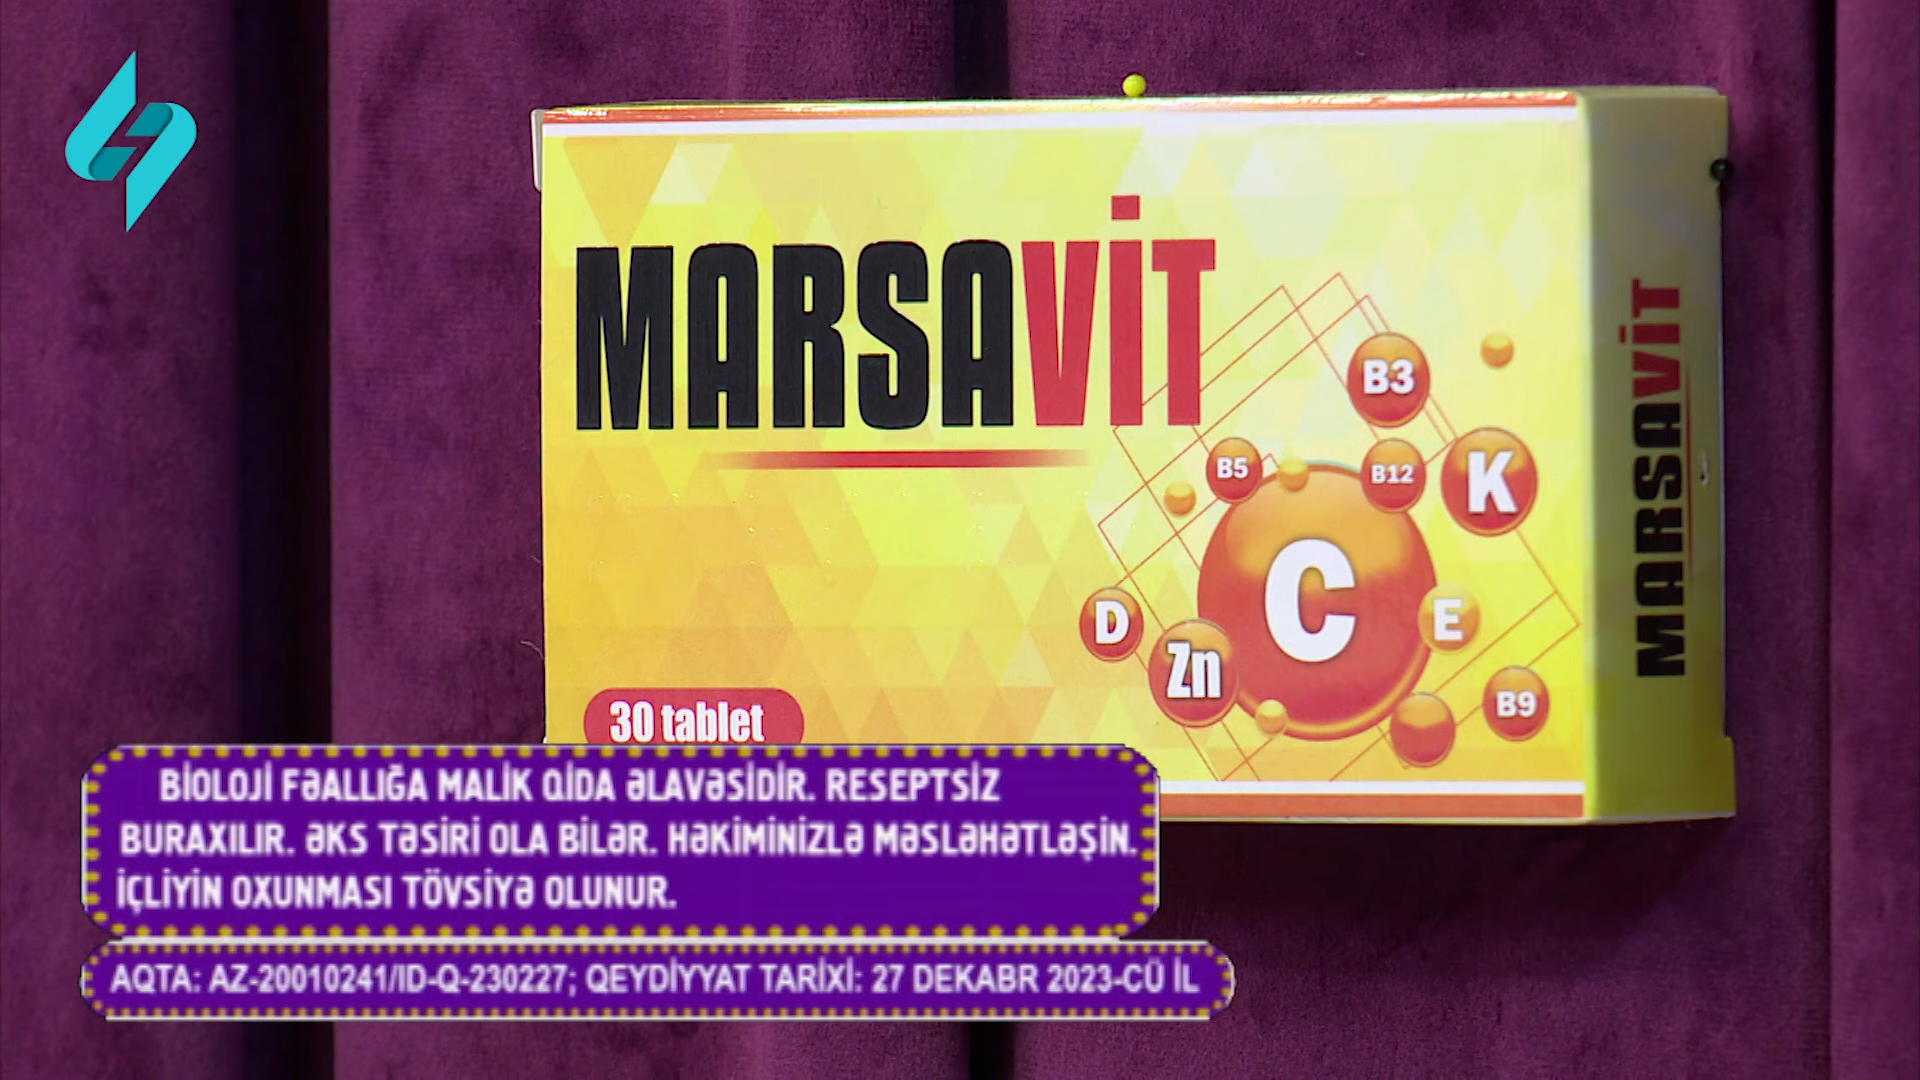 MARSAVİT
B3
B5
B12
K
C
D
E
Zn
B9
30 tablet
MARSAVİT
BİOLOJİ FƏALLIĞA MALİK QİDA ƏLAVƏSİDİR. RESEPTSİZ
BURAXILIR. ƏKS TƏSİRİ OLA BİLƏR. HƏKİMİNİZLƏ MƏSLƏHƏTLƏŞİN.
İÇLİYİN OXUNMASI TÖVSİYƏ OLUNUR.
AQTA: AZ-20010241/ID-Q-230227; QEYDİYYAT TARİXİ: 27 DEKABR 2023-CÜ İL